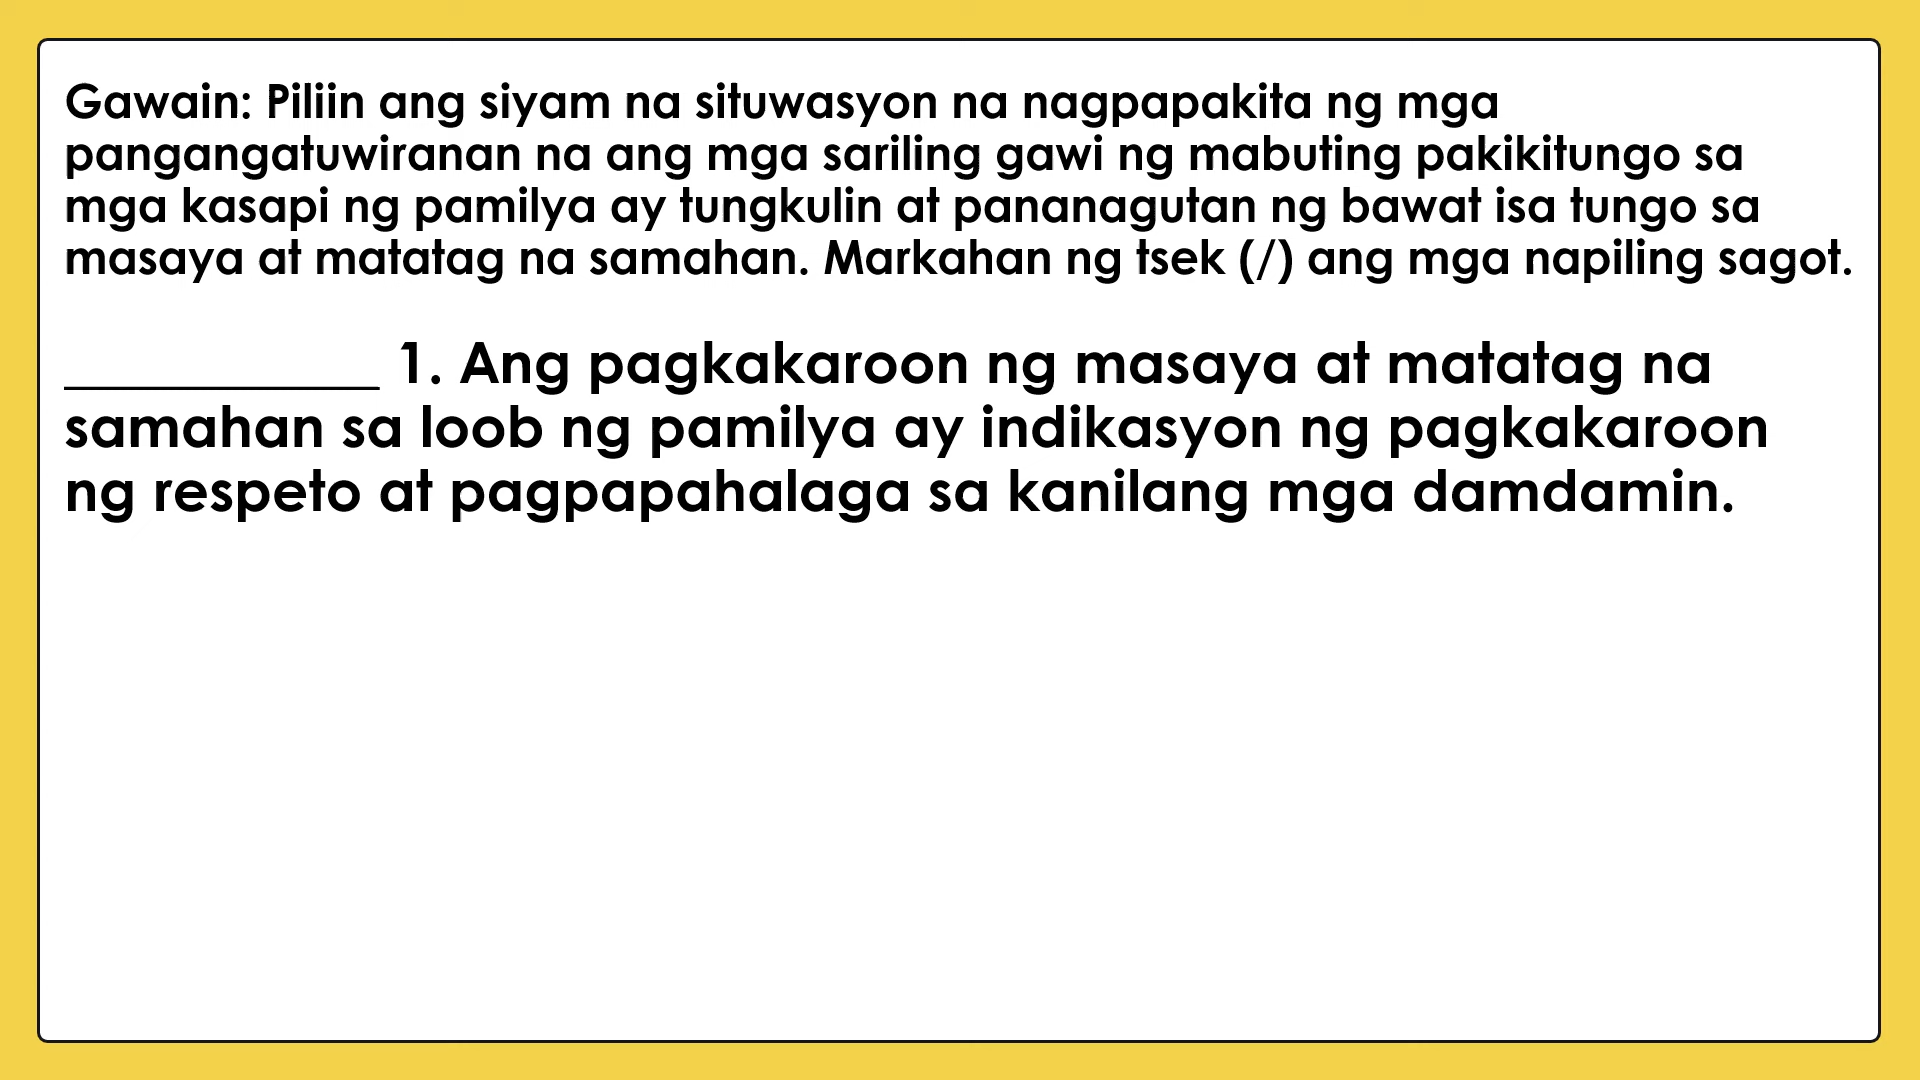 Gawain: Piliin ang siyam na situwasyon na nagpapakita ng mga
pangangatuwiranan na ang mga sariling gawi ng mabuting pakikitungo sa
mga kasapi ng pamilya ay tungkulin at pananagutan ng bawat isa tungo sa
masaya at matatag na samahan. Markahan ng tsek (/) ang mga napiling sagot.
___________ 1. Ang pagkakaroon ng masaya at matatag na
samahan sa loob ng pamilya ay indikasyon ng pagkakaroon
ng respeto at pagpapahalaga sa kanilang mga damdamin.